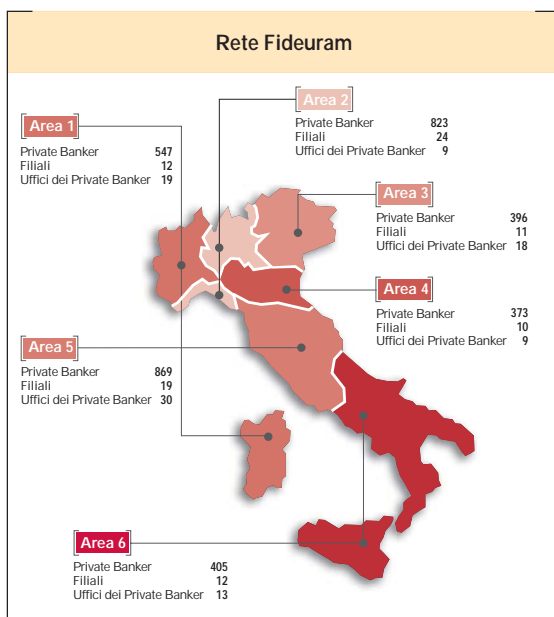 Rete Fideuram
Area 1
Private Banker 547
Filiali 12
Uffici dei Private Banker 19
Area 2
Private Banker 823
Filiali 24
Uffici dei Private Banker 9
Area 3
Private Banker 396
Filiali 11
Uffici dei Private Banker 18
Area 4
Private Banker 373
Filiali 10
Uffici dei Private Banker 9
Area 5
Private Banker 869
Filiali 19
Uffici dei Private Banker 30
Area 6
Private Banker 405
Filiali 12
Uffici dei Private Banker 13